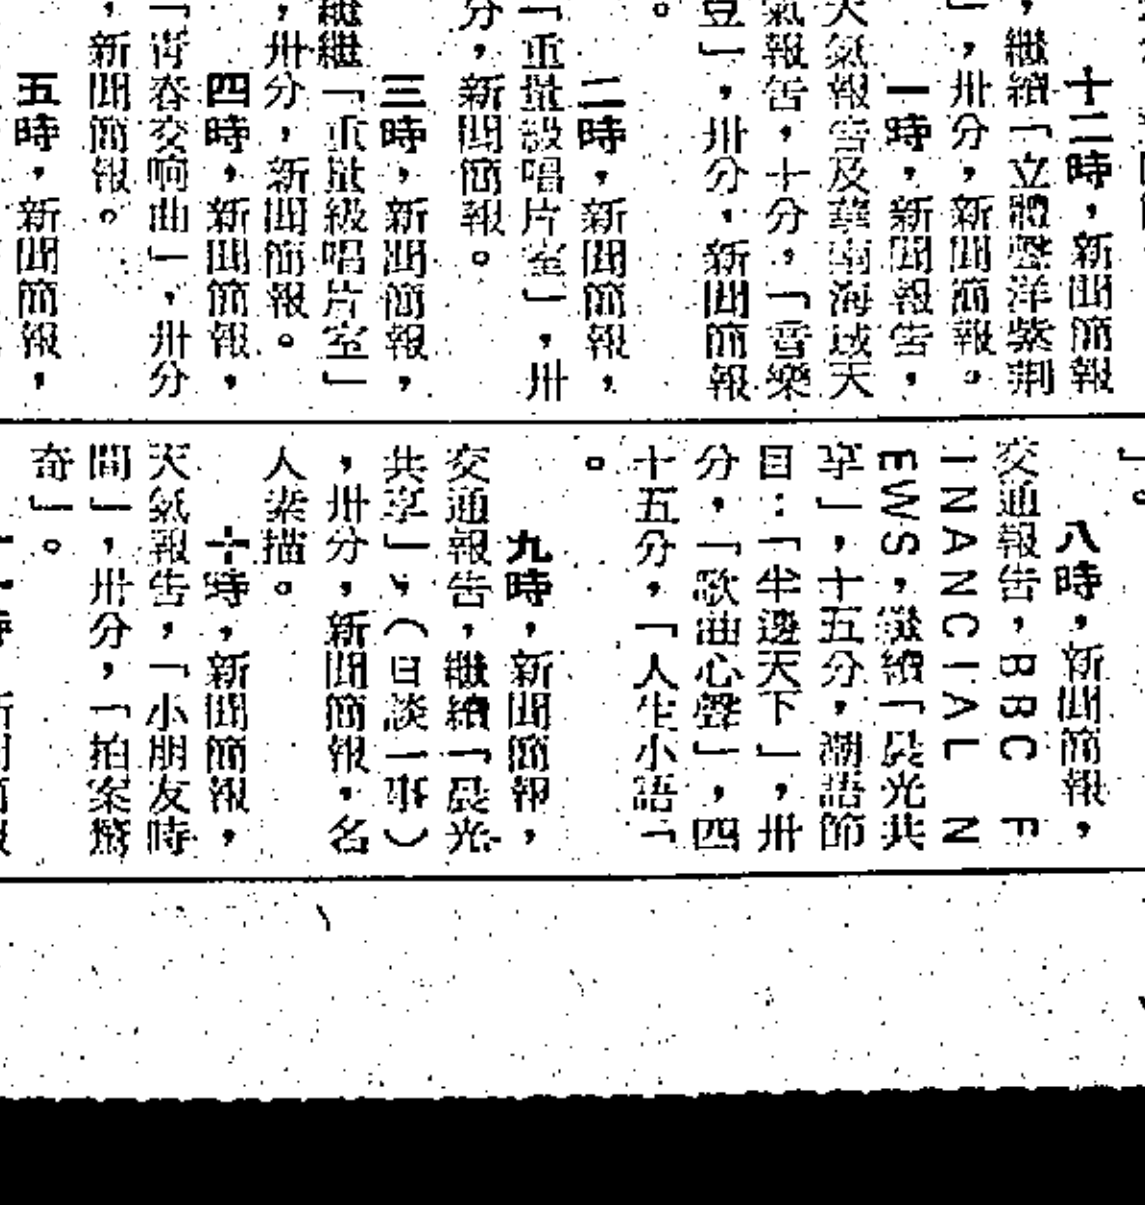 十二時，新聞簡報
，繼續「立體聲洋紫荊
」，卅分，新聞簡報。
一時，新聞報告，
天氣報告及華南海域天
氣報告，十分，「音樂
豆」，卅分，新聞簡報
。
二時，新聞簡報，
「重量級唱片室」，卅
分，新聞簡報。
三時，新聞簡報，
繼繼「重量級唱片室」
，卅分，新聞簡報。
四時，新聞簡報，
「青春交响曲」，卅分
，新聞簡報。
五時，新聞簡報，
」。
八時，新聞簡報，
交通報告，BBC F
INANCIAL N
EWS，繼續「晨光共
享」，十五分，潮語節
目：「半邊天下」，卅
分，「歌油心聲」，四
十五分，「人生小語「
。
九時，新聞簡報，
交通報告，繼續「晨光
共享」、（日談一事）
，卅分，新聞簡報，名
人素描。
十時，新聞簡報，
天氣報告，「小朋友時
間」，卅分，「拍案驚
奇」。